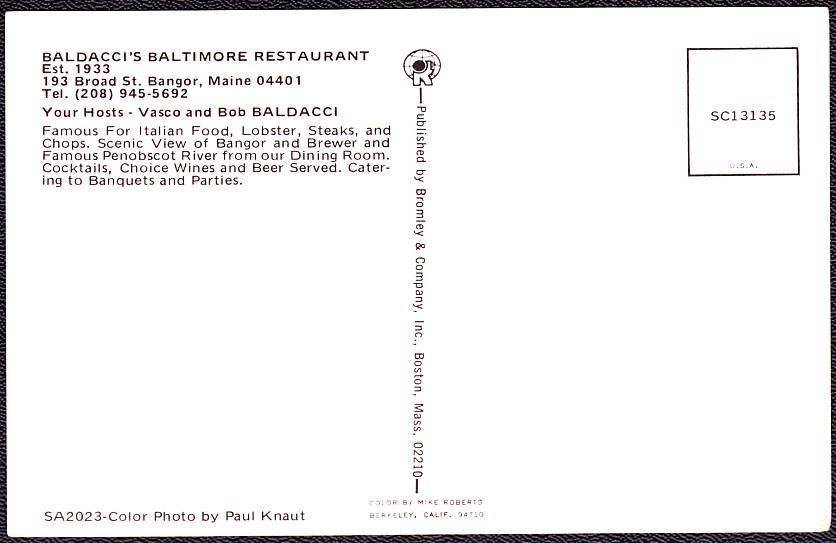 BALDACCI'S BALTIMORE RESTAURANT
Est. 1933
193 Broad St. Bangor, Maine 04401
Tel. (208) 945-5692
Your Hosts - Vasco and Bob BALDACCI
Famous For Italian Food, Lobster, Steaks, and
Chops. Scenic View of Bangor and Brewer and
Famous Penobscot River from our Dining Room.
Cocktails, Choice Wines and Beer Served. Cater-
ing to Banquets and Parties.
SA2023-Color Photo by Paul Knaut
Published by Bromley & Company, Inc., Boston, Mass. 02210
COLOR BY MIKE ROBERTS
BERKELEY, CALIF. 94710
SC13135
U.S.A.